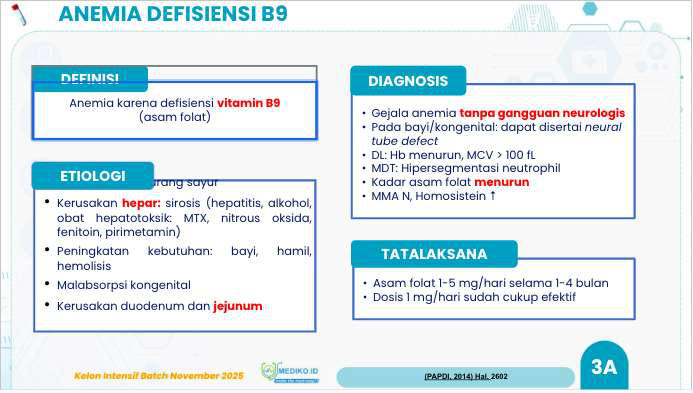 ANEMIA DEFISIENSI B9
DEFINISI
Anemia karena defisiensi vitamin B9
(asam folat)
ETIOLOGI
urang sayur
• Kerusakan hepar: sirosis (hepatitis, alkohol,
obat hepatotoksik: MTX, nitrous oksida,
fenitoin, pirimetamin)
• Peningkatan kebutuhan: bayi, hamil,
hemolisis
• Malabsorpsi kongenital
• Kerusakan duodenum dan jejunum
DIAGNOSIS
• Gejala anemia tanpa gangguan neurologis
• Pada bayi/kongenital: dapat disertai neural
tube defect
• DL: Hb menurun, MCV > 100 fL
• MDT: Hipersegmentasi neutrophil
• Kadar asam folat menurun
• MMA N, Homosistein ↑
TATALAKSANA
• Asam folat 1-5 mg/hari selama 1-4 bulan
• Dosis 1 mg/hari sudah cukup efektif
Kelon Intensif Batch November 2025
MEDIKO.ID
(PAPDI, 2014) Hal. 2602
3A